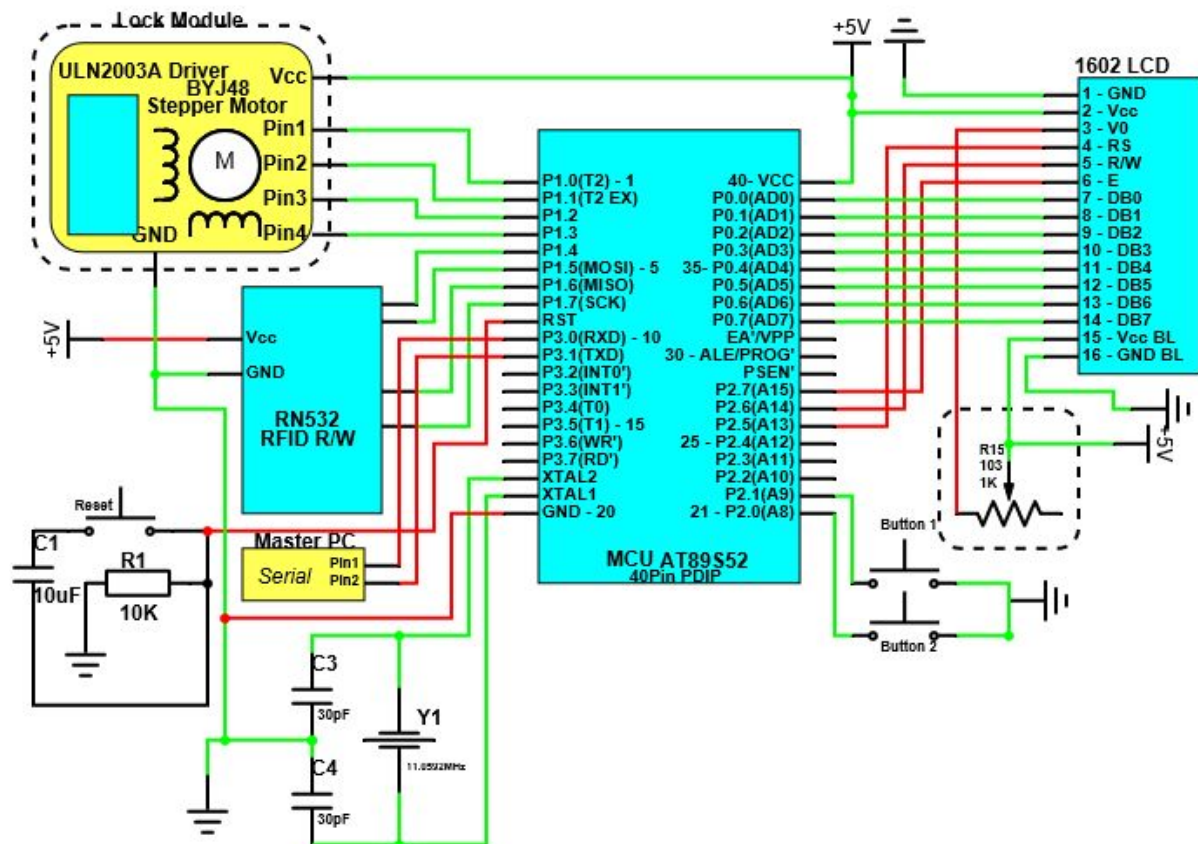 Lock Module
ULN2003A Driver
BYJ48
Stepper Motor
M
Vcc
Pin1
Pin2
Pin3
Pin4
GND
+5V
Vcc
GND
RN532
RFID R/W
Reset
C1
10uF
R1
10K
Master PC
Serial
Pin1
Pin2
C3
30pF
C4
30pF
Y1
11.0592MHz
P1.0(T2) - 1
P1.1(T2 EX)
P1.2
P1.3
P1.4
P1.5(MOSI) - 5
P1.6(MISO)
P1.7(SCK)
RST
P3.0(RXD) - 10
P3.1(TXD)
P3.2(INT0')
P3.3(INT1')
P3.4(T0)
P3.5(T1) - 15
P3.6(WR')
P3.7(RD')
XTAL2
XTAL1
GND - 20
40- VCC
P0.0(AD0)
P0.1(AD1)
P0.2(AD2)
P0.3(AD3)
35- P0.4(AD4)
P0.5(AD5)
P0.6(AD6)
P0.7(AD7)
EA'/VPP
30 - ALE/PROG'
PSEN'
P2.7(A15)
P2.6(A14)
P2.5(A13)
25 - P2.4(A12)
P2.3(A11)
P2.2(A10)
P2.1(A9)
21 - P2.0(A8)
MCU AT89S52
40Pin PDIP
+5V
1602 LCD
1 - GND
2 - Vcc
3 - V0
4 - RS
5 - R/W
6 - E
7 - DB0
8 - DB1
9 - DB2
10 - DB3
11 - DB4
12 - DB5
13 - DB6
14 - DB7
15 - Vcc BL
16 - GND BL
+5V
R15
103
1K
Button 1
Button 2